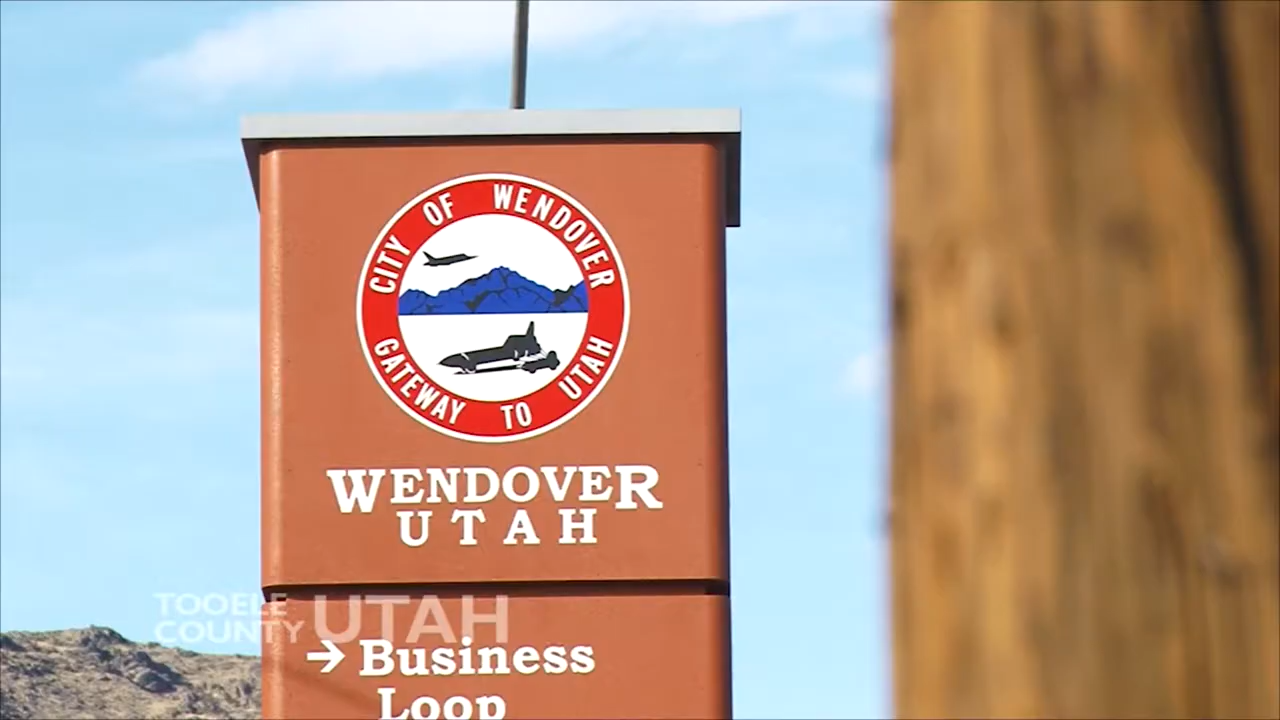 CITY OF WENDOVER
GATEWAY TO UTAH
WENDOVER
UTAH
TOOELE
COUNTY UTAH
→ Business
Loop